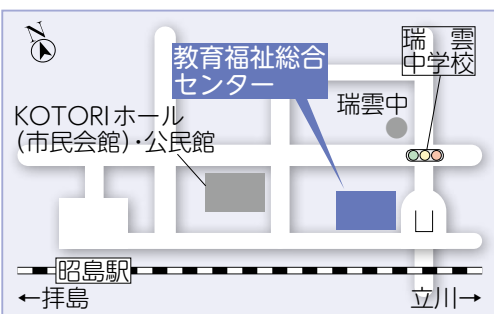 N
教育福祉総合
センター
瑞雲
中学校
瑞雲中
KOTORIホール
(市民会館)・公民館
昭島駅
←拝島
立川→